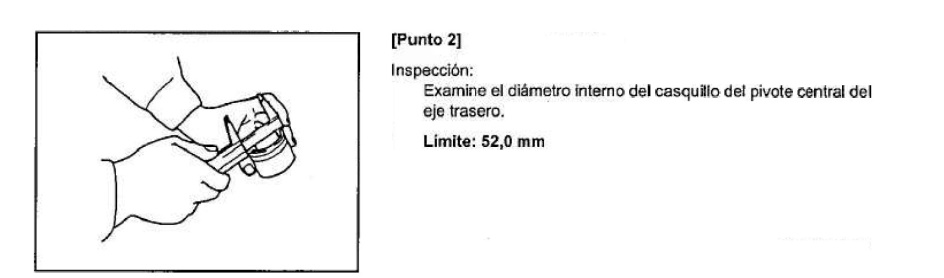 [Punto 2]
Inspección:
Examine el diámetro interno del casquillo del pivote central del
eje trasero.
Límite: 52,0 mm